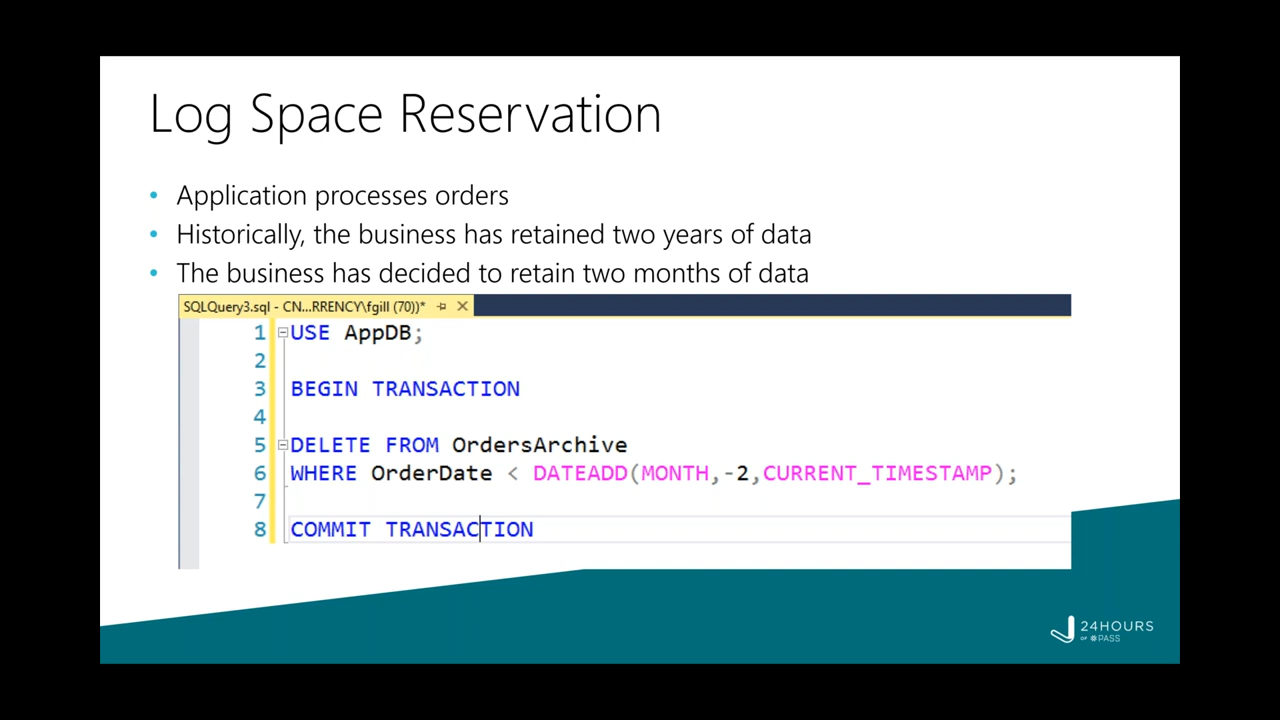 Log Space Reservation
• Application processes orders
• Historically, the business has retained two years of data
• The business has decided to retain two months of data
SQLQuery3.sql - CN...RRENCY\fgill (70))*
1 USE AppDB;
2
3 BEGIN TRANSACTION
4
5 DELETE FROM OrdersArchive
6 WHERE OrderDate < DATEADD(MONTH,-2,CURRENT_TIMESTAMP);
7
8 COMMIT TRANSACTION
24HOURS
OF PASS